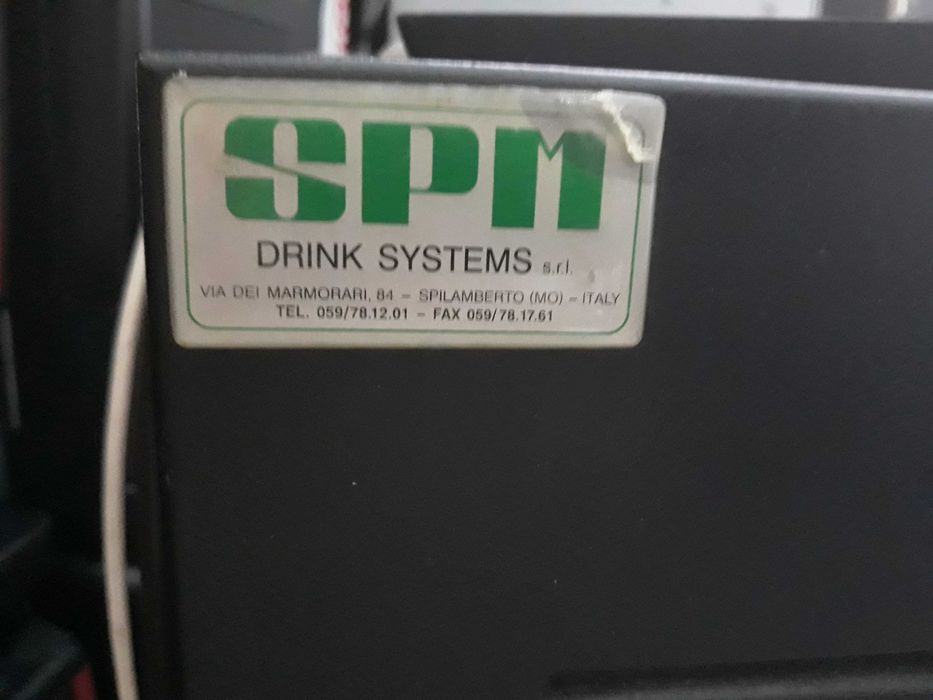 SPM
DRINK SYSTEMS s.r.l.
VIA DEI MARMORARI, 84 - SPILAMBERTO (MO) - ITALY
TEL. 059/78.12.01 - FAX 059/78.17.61